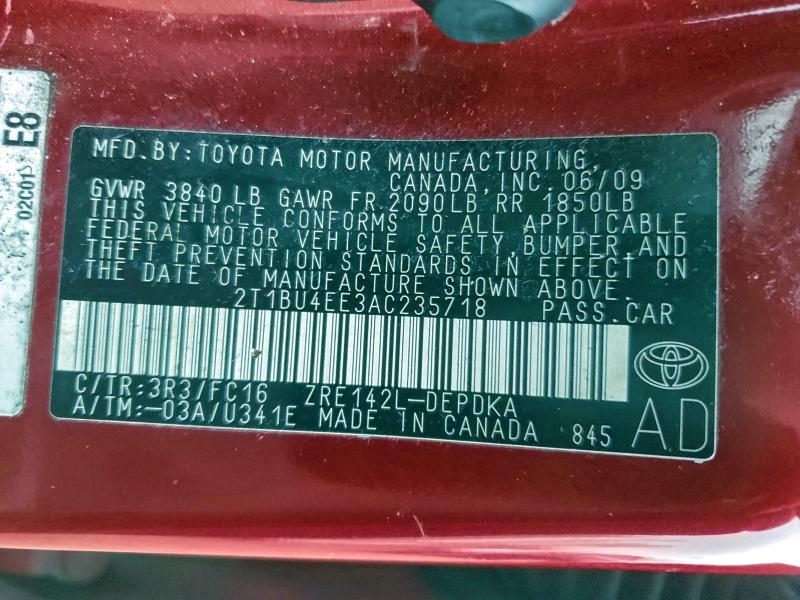 MFD.BY:TOYOTA MOTOR MANUFACTURING,
CANADA, INC. 06/09
GVWR 3840 LB GAWR FR.2090LB RR 1850LB
THIS VEHICLE CONFORMS TO ALL APPLICABLE
FEDERAL MOTOR VEHICLE SAFETY, BUMPER, AND
THEFT PREVENTION STANDARDS IN EFFECT ON
THE DATE OF MANUFACTURE SHOWN ABOVE.
2T1BU4EE3AC235718 PASS.CAR
C/TR:3R3/FC16 ZRE142L-DEPDKA
A/TM:-03A/U341E MADE IN CANADA 845
AD
E8